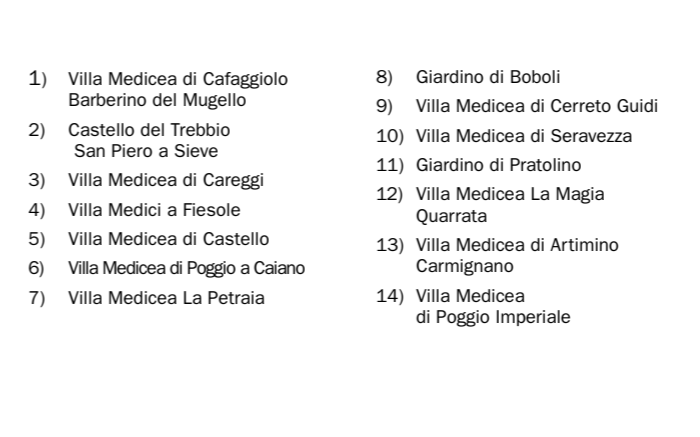 1) Villa Medicea di Cafaggiolo
Barberino del Mugello
2) Castello del Trebbio
San Piero a Sieve
3) Villa Medicea di Careggi
4) Villa Medici a Fiesole
5) Villa Medicea di Castello
6) Villa Medicea di Poggio a Caiano
7) Villa Medicea La Petraia
8) Giardino di Boboli
9) Villa Medicea di Cerreto Guidi
10) Villa Medicea di Seravezza
11) Giardino di Pratolino
12) Villa Medicea La Magia
Quarrata
13) Villa Medicea di Artimino
Carmignano
14) Villa Medicea
di Poggio Imperiale